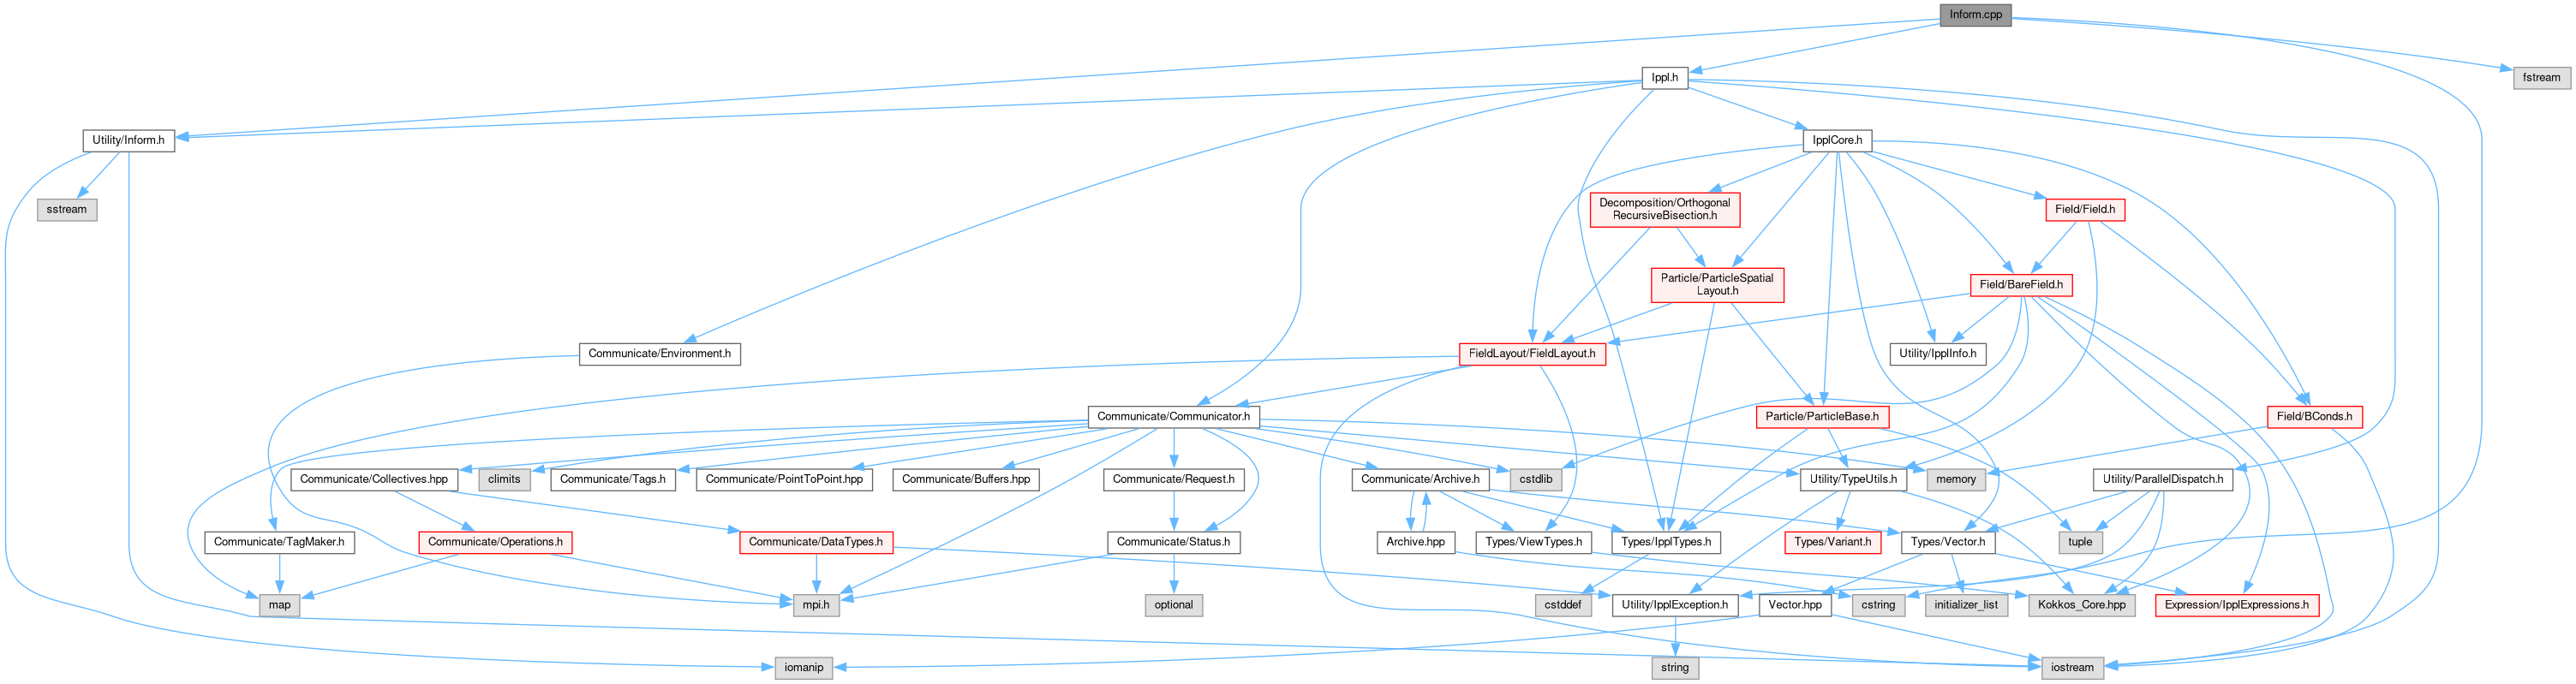 Inform.cpp
Ippl.h
fstream
Utility/Inform.h
IpplCore.h
sstream
Decomposition/Orthogonal
RecursiveBisection.h
Field/Field.h
Particle/ParticleSpatial
Layout.h
Field/BareField.h
Communicate/Environment.h
FieldLayout/FieldLayout.h
Utility/IpplInfo.h
Communicate/Communicator.h
Particle/ParticleBase.h
Field/BConds.h
Communicate/Collectives.hpp
climits
Communicate/Tags.h
Communicate/PointToPoint.hpp
Communicate/Buffers.hpp
Communicate/Request.h
Communicate/Archive.h
cstdlib
Utility/TypeUtils.h
memory
Utility/ParallelDispatch.h
Communicate/TagMaker.h
Communicate/Operations.h
Communicate/DataTypes.h
Communicate/Status.h
Archive.hpp
Types/ViewTypes.h
Types/IpplTypes.h
Types/Variant.h
Types/Vector.h
tuple
map
mpi.h
optional
cstddef
Utility/IpplException.h
Vector.hpp
cstring
initializer_list
Kokkos_Core.hpp
Expression/IpplExpressions.h
iomanip
string
iostream